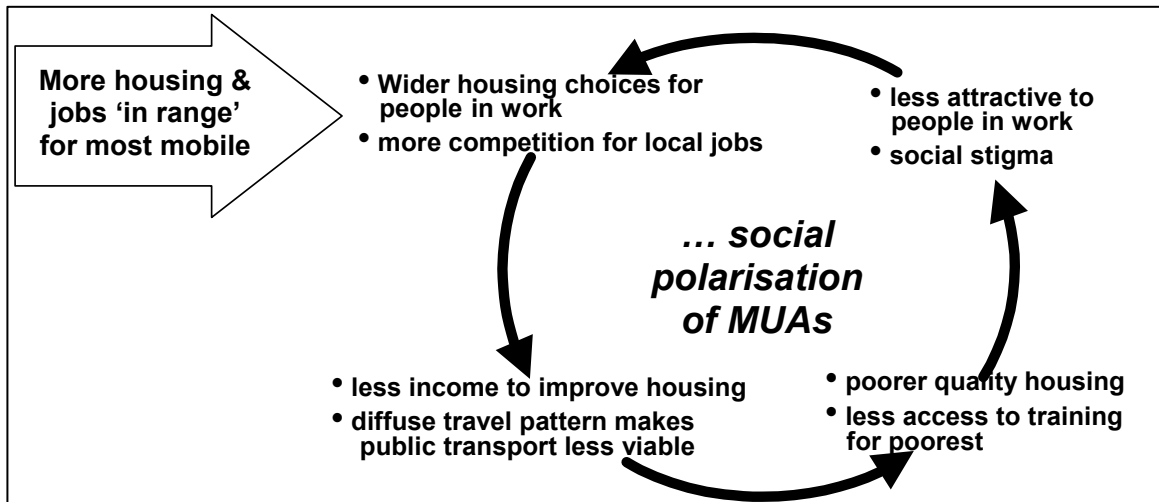 More housing &
jobs ‘in range’
for most mobile
• Wider housing choices for
people in work
• more competition for local jobs
• less attractive to
people in work
• social stigma
... social
polarisation
of MUAs
• less income to improve housing
• diffuse travel pattern makes
public transport less viable
• poorer quality housing
• less access to training
for poorest